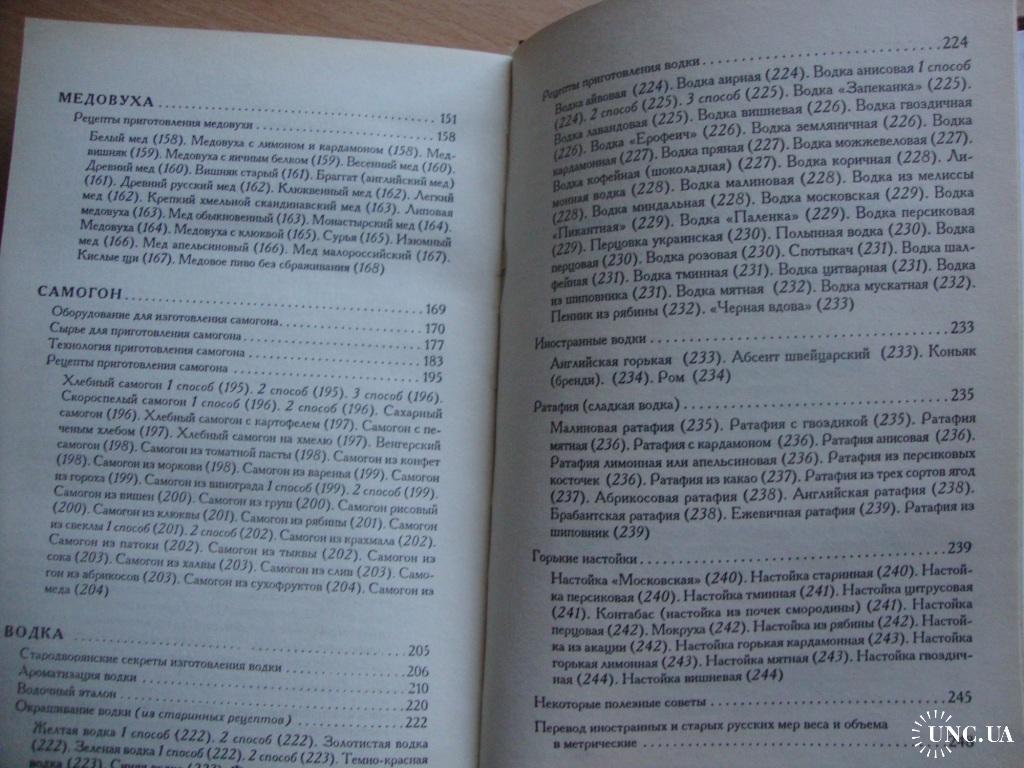 МЕДОВУХА ........ 151
Рецепты приготовления медовухи ........ 158
Белый мед (158). Медовуха с лимоном и кардамоном (158). Мед-
вишняк (159). Медовуха с яичным белком (159). Весенний мед (160).
Древний мед (160). Вишняк старый (161). Браггат (английский мед)
(161). Древний русский мед (162). Клюквенный мед (162). Легкий
мед (162). Крепкий хмельной скандинавский мед (163). Липовая
медовуха (163). Мед обыкновенный (163). Монастырский мед (164).
Медовуха (164). Медовуха с клюквой (165). Сурья (165). Изюмный
мед (166). Мед апельсиновый (166). Мед малороссийский (167).
Кислые щи (167). Медовое пиво без сбраживания (168)
САМОГОН ........ 169
Оборудование для изготовления самогона ........ 170
Сырье для приготовления самогона ........ 177
Технология приготовления самогона ........ 183
Рецепты приготовления самогона ........ 195
Хлебный самогон 1 способ (195). 2 способ (195). 3 способ (196).
Скороспелый самогон 1 способ (196). 2 способ (196). Сахарный
самогон (196). Хлебный самогон с картофелем (197). Самогон с пе-
ченым хлебом (197). Хлебный самогон на хмелю (197). Венгерский
самогон (198). Самогон из томатной пасты (198). Самогон из конфет
(198). Самогон из моркови (198). Самогон из варенья (199). Самогон
из гороха (199). Самогон из винограда 1 способ (199). 2 способ (199).
Самогон из вишен (200). Самогон из груш (200). Самогон рисовый
(200). Самогон из клюквы (201). Самогон из рябины (201). Самогон
из свеклы 1 способ (201). 2 способ (202). Самогон из крахмала (202).
Самогон из патоки (202). Самогон из тыквы (202). Самогон из
сока (203). Самогон из халвы (203). Самогон из слив (203). Само-
гон из абрикосов (203). Самогон из сухофруктов (204). Самогон из
меда (204)
ВОДКА ........ 205
Стародворянские секреты изготовления водки ........ 206
Ароматизация водки ........ 210
Водочный эталон ........ 220
Окрашивание водки (из старинных рецептов) ........ 222
Желтая водка 1 способ (222). 2 способ (222). Золотистая водка
(222). Зеленая водка 1 способ (223). 2 способ (223). Темно-красная
водка (223).
Рецепты приготовления водки ........ 224
Водка айвовая (224). Водка аирная (224). Водка анисовая 1 способ
(224). 2 способ (225). 3 способ (225). Водка «Запеканка» (225).
Водка лавандовая (225). Водка вишневая (226). Водка гвоздичная
(226). Водка «Ерофеич» (226). Водка земляничная (226). Водка
кардамонная (227). Водка пряная (227). Водка можжевеловая (227).
Водка кофейная (шоколадная) (227). Водка коричная (228). Ли-
монная водка (228). Водка малиновая (228). Водка из мелиссы
(228). Водка миндальная (228). Водка московская (229). Водка
«Пикантная» (229). Водка «Паленка» (229). Водка персиковая
(229). Перцовка украинская (230). Полынная водка (230). Водка
перцовая (230). Водка розовая (230). Спотыкач (231). Водка шал-
фейная (231). Водка тминная (231). Водка цитварная (231). Водка
из шиповника (231). Водка мятная (232). Водка мускатная (232).
Пенник из рябины (232). «Черная вдова» (233)
Иностранные водки ........ 233
Английская горькая (233). Абсент швейцарский (233). Коньяк
(бренди). (234). Ром (234)
Ратафия (сладкая водка) ........ 235
Малиновая ратафия (235). Ратафия с гвоздикой (235). Ратафия
мятная (236). Ратафия с кардамоном (236). Ратафия анисовая (236).
Ратафия лимонная или апельсиновая (236). Ратафия из персиковых
косточек (236). Ратафия из какао (237). Ратафия из трех сортов ягод
(237). Абрикосовая ратафия (238). Английская ратафия (238).
Брабантская ратафия (238). Ежевичная ратафия (239). Ратафия из
шиповник (239)
Горькие настойки ........ 239
Настойка «Московская» (240). Настойка старинная (240). Настой-
ка персиковая (240). Настойка тминная (241). Настойка цитрусовая
(241). Контабас (настойка из почек смородины) (241). Настойка
перцовая (242). Мокруха (242). Настойка из рябины (242). Настой-
ка из акации (242). Настойка горькая кардамонная (243). Настойка
горькая лимонная (243). Настойка мятная (243). Настойка гвоздич-
ная (244). Настойка вишневая (244)
Некоторые полезные советы ........ 245
Перевод иностранных и старых русских мер веса и объема
в метрические ........
UNC.UA